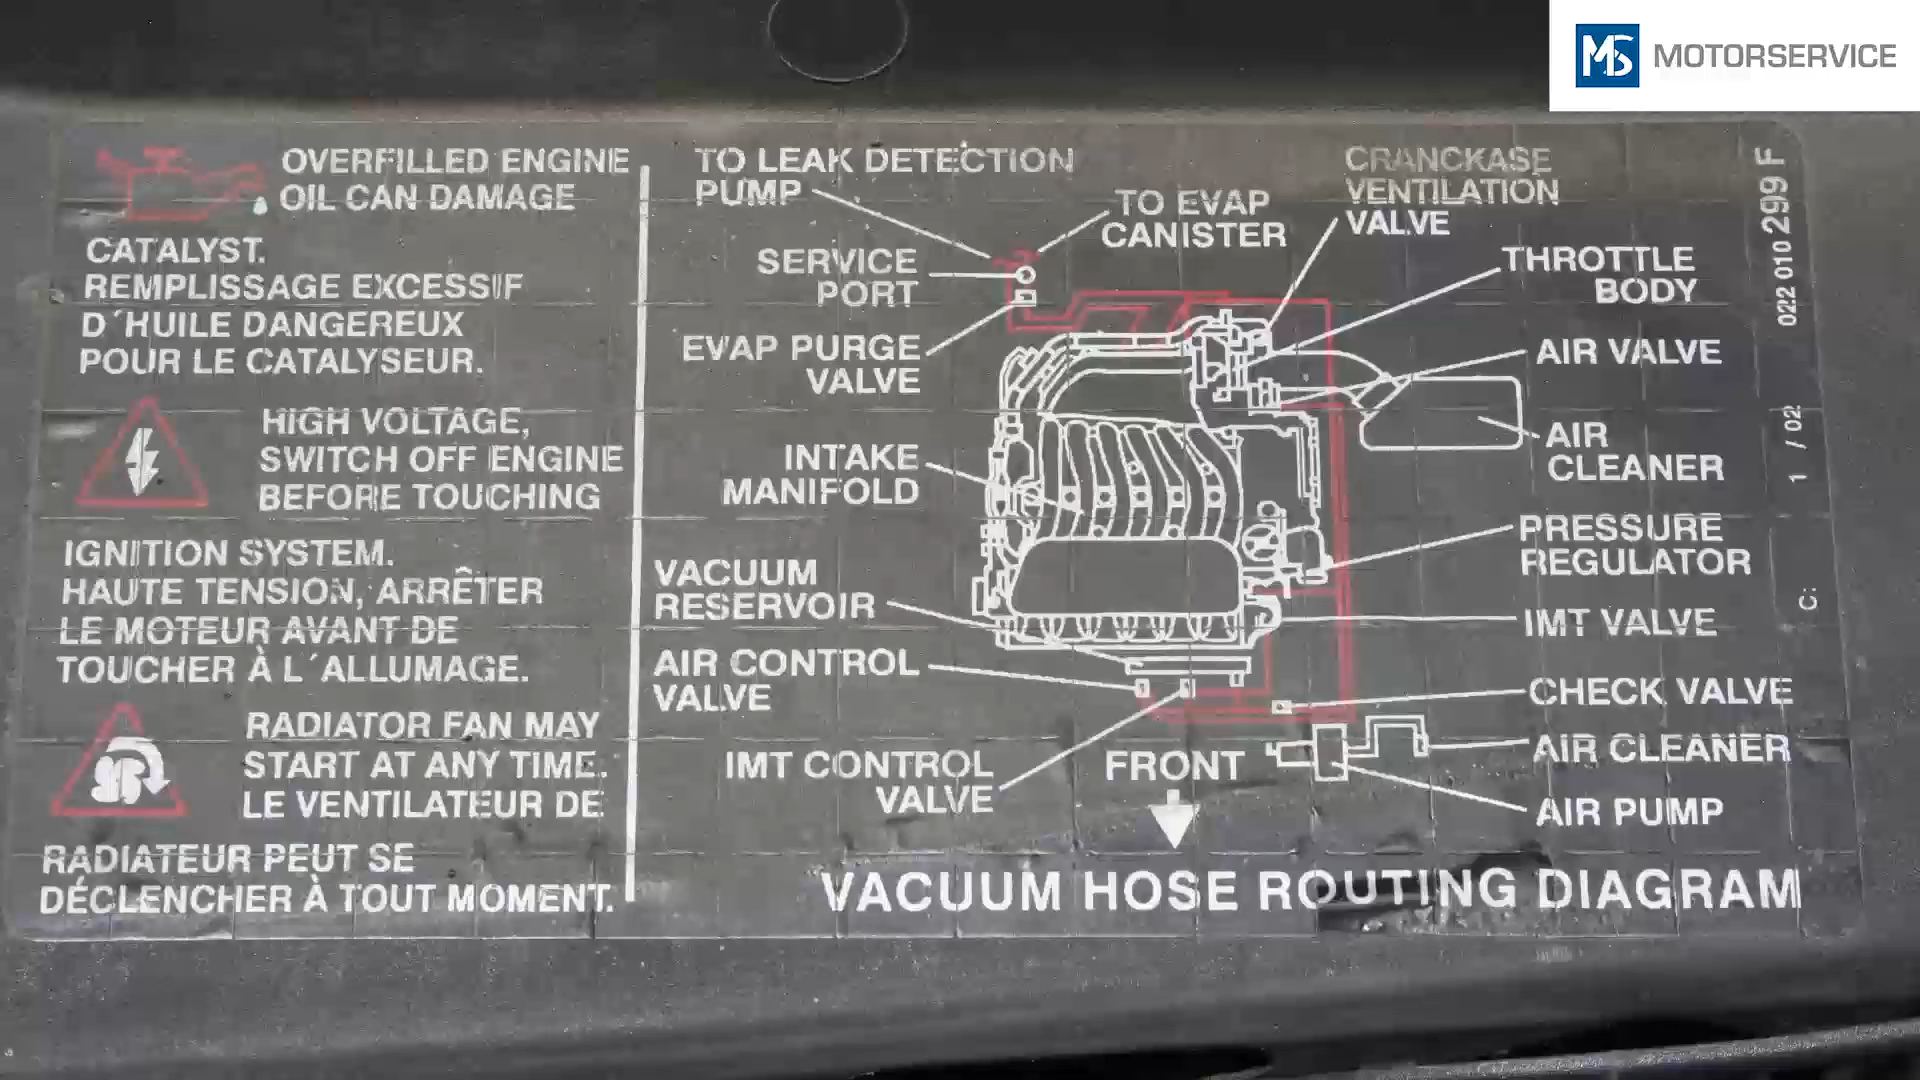 MS MOTORSERVICE
OVERFILLED ENGINE
OIL CAN DAMAGE
CATALYST.
REMPLISSAGE EXCESSIF
D´HUILE DANGEREUX
POUR LE CATALYSEUR.
HIGH VOLTAGE,
SWITCH OFF ENGINE
BEFORE TOUCHING
IGNITION SYSTEM.
HAUTE TENSION, ARRÊTER
LE MOTEUR AVANT DE
TOUCHER À L´ALLUMAGE.
RADIATOR FAN MAY
START AT ANY TIME.
LE VENTILATEUR DE
RADIATEUR PEUT SE
DÉCLENCHER À TOUT MOMENT.
TO LEAK DETECTION
PUMP
TO EVAP
CANISTER
CRANCKASE
VENTILATION
VALVE
SERVICE
PORT
THROTTLE
BODY
EVAP PURGE
VALVE
AIR VALVE
AIR
CLEANER
INTAKE
MANIFOLD
PRESSURE
REGULATOR
VACUUM
RESERVOIR
IMT VALVE
AIR CONTROL
VALVE
CHECK VALVE
IMT CONTROL
VALVE
FRONT
AIR CLEANER
AIR PUMP
VACUUM HOSE ROUTING DIAGRAM
022 010 299 F
1 / 02
C: